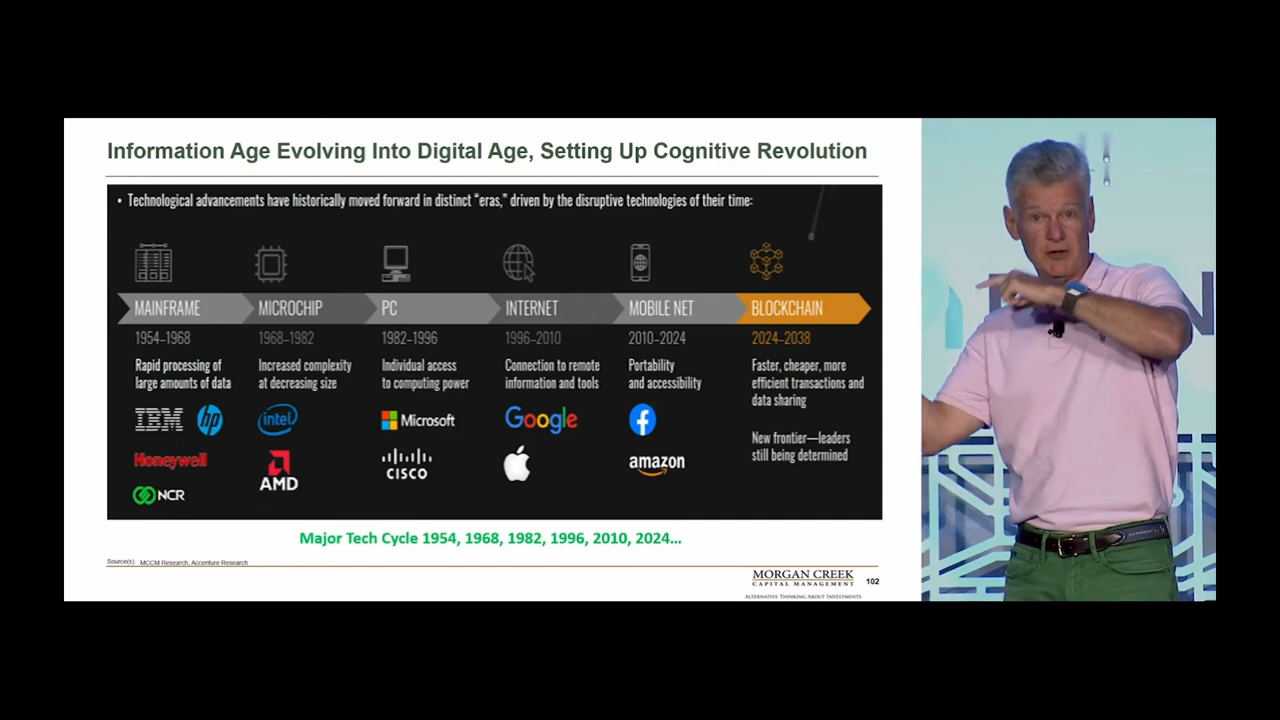 Information Age Evolving Into Digital Age, Setting Up Cognitive Revolution
• Technological advancements have historically moved forward in distinct “eras,” driven by the disruptive technologies of their time:
MAINFRAME
1954–1968
Rapid processing of
large amounts of data
IBM hp
Honeywell
NCR
MICROCHIP
1968–1982
Increased complexity
at decreasing size
intel
AMD
PC
1982–1996
Individual access
to computing power
Microsoft
CISCO
INTERNET
1996–2010
Connection to remote
information and tools
Google
MOBILE NET
2010–2024
Portability
and accessibility
f
amazon
BLOCKCHAIN
2024–2038
Faster, cheaper, more
efficient transactions and
data sharing
New frontier—leaders
still being determined
Major Tech Cycle 1954, 1968, 1982, 1996, 2010, 2024…
Source(s) MCCM Research, Accenture Research
MORGAN CREEK
CAPITAL MANAGEMENT
ALTERNATIVE THINKING ABOUT INVESTMENTS
102